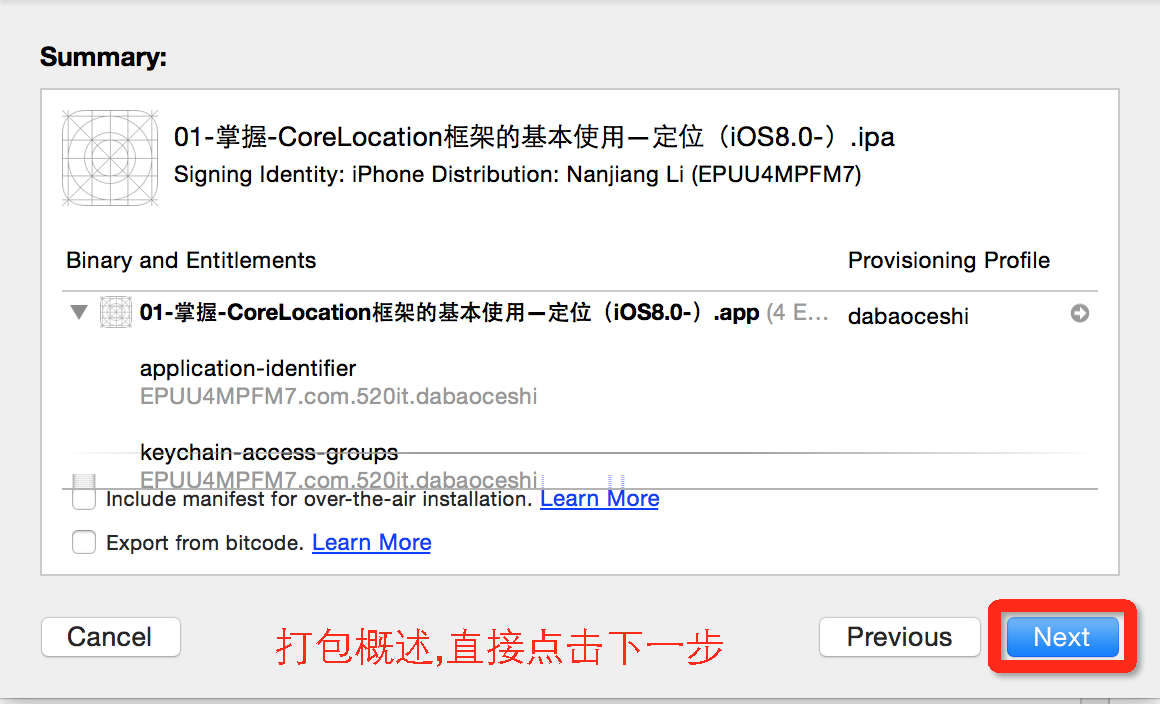 Summary:
01-掌握-CoreLocation框架的基本使用—定位（iOS8.0-）.ipa
Signing Identity: iPhone Distribution: Nanjiang Li (EPUU4MPFM7)
Binary and Entitlements Provisioning Profile
01-掌握-CoreLocation框架的基本使用—定位（iOS8.0-）.app (4 E... dabaoceshi
application-identifier
EPUU4MPFM7.com.520it.dabaoceshi
keychain-access-groups
EPUU4MPFM7.com.520it.dabaoceshi
Include manifest for over-the-air installation. Learn More
Export from bitcode. Learn More
Cancel 打包概述,直接点击下一步 Previous Next